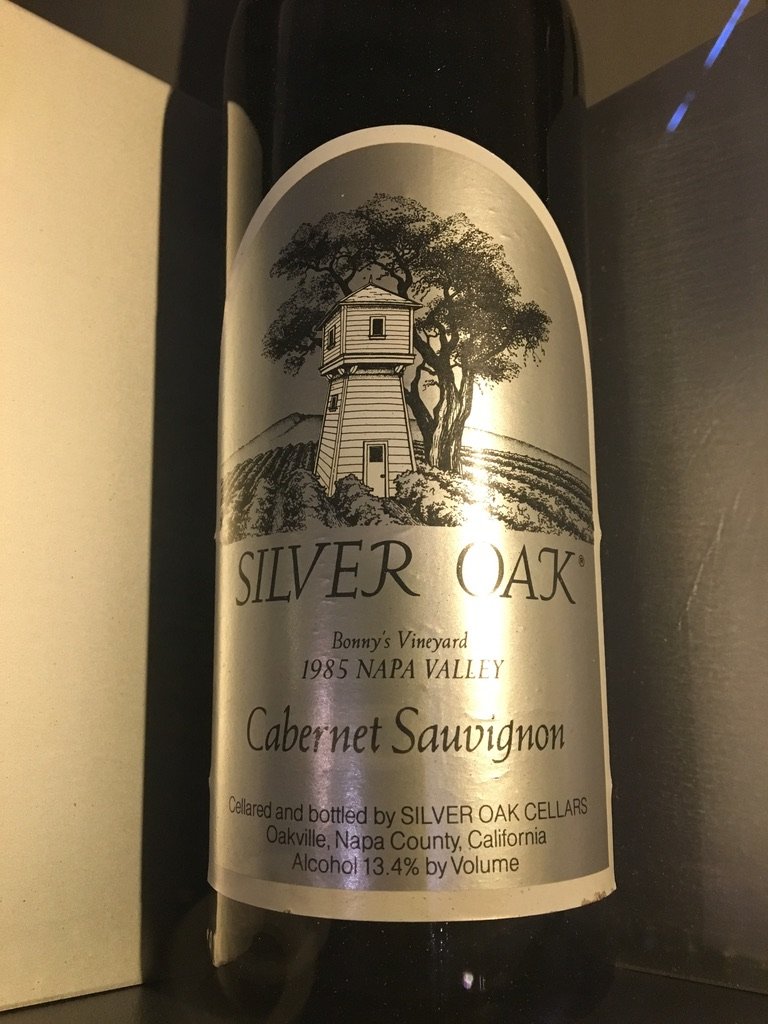 SILVER OAK®
Bonny's Vineyard
1985 NAPA VALLEY
Cabernet Sauvignon
Cellared and bottled by SILVER OAK CELLARS
Oakville, Napa County, California
Alcohol 13.4% by Volume